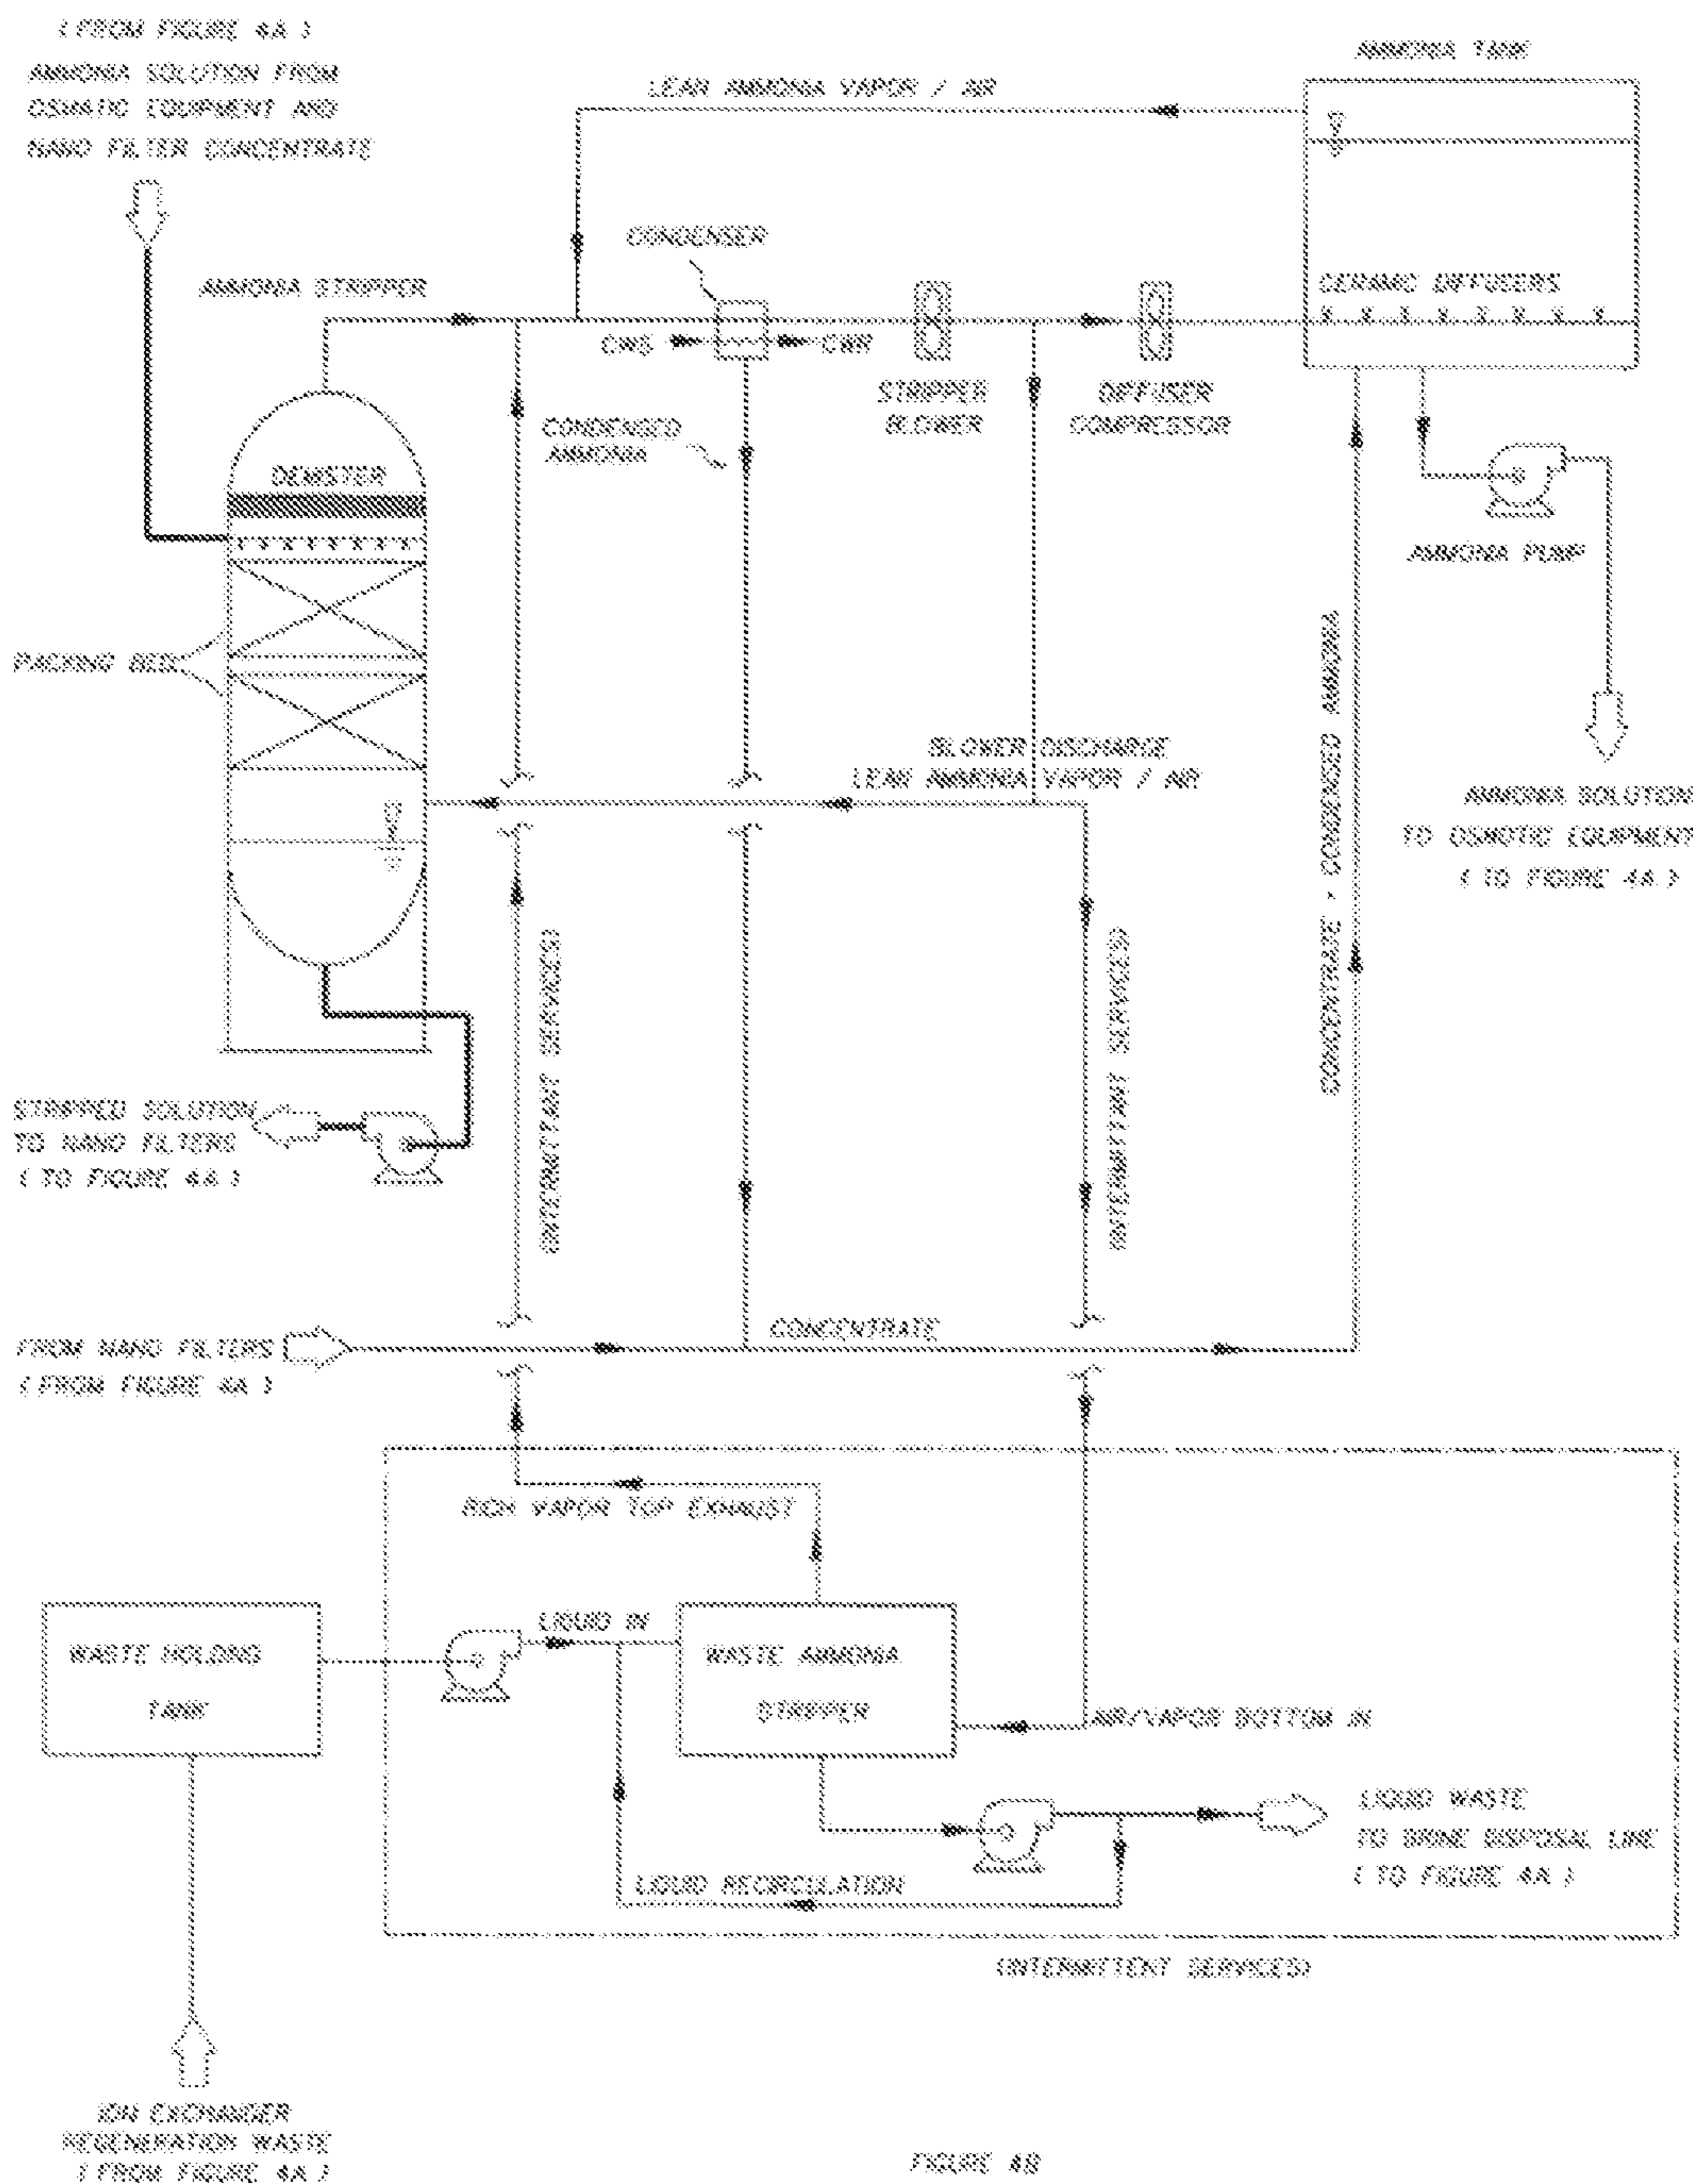 ( FROM FIGURE 4A )
AMMONIA SOLUTION FROM
OSMATIC EQUIPMENT AND
NANO FILTER CONCENTRATE
AMMONIA TANK
LEAN AMMONIA VAPOR / AIR
CONDENSER
AMMONIA STRIPPER
CERAMIC DIFFUSERS
CWS
CWR
STRIPPER
BLOWER
DIFFUSER
COMPRESSOR
CONDENSED
AMMONIA
DEMISTER
AMMONIA PUMP
PACKING BED
CONCENTRATE + CONDENSED AMMONIA
BLOWER DISCHARGE
LEAN AMMONIA VAPOR / AIR
AMMONIA SOLUTION
TO OSMOTIC EQUIPMENT
( TO FIGURE 4A )
(INTERMITTANT SERVICES)
(INTERMITTANT SERVICES)
STRIPPED SOLUTION
TO NANO FILTERS
( TO FIGURE 4A )
CONCENTRATE
FROM NANO FILTERS
( FROM FIGURE 4A )
RICH VAPOR TOP EXHAUST
LIQUID IN
WASTE HOLDING
TANK
WASTE AMMONIA
STRIPPER
AIR/VAPOR BOTTOM IN
LIQUID WASTE
TO BRINE DISPOSAL LINE
( TO FIGURE 4A )
LIQUID RECIRCULATION
(INTERMITTENT SERVICES)
ION EXCHANGER
REGENERATION WASTE
( FROM FIGURE 4A )
FIGURE 4B